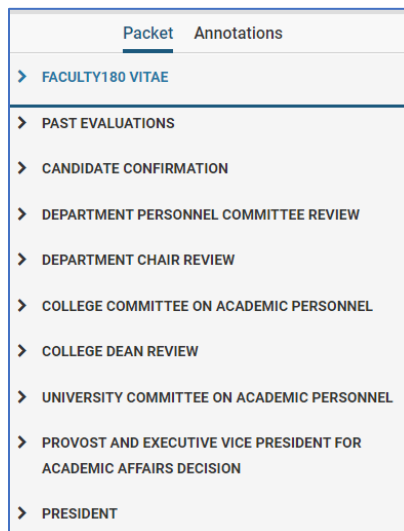 Packet Annotations
FACULTY180 VITAE
PAST EVALUATIONS
CANDIDATE CONFIRMATION
DEPARTMENT PERSONNEL COMMITTEE REVIEW
DEPARTMENT CHAIR REVIEW
COLLEGE COMMITTEE ON ACADEMIC PERSONNEL
COLLEGE DEAN REVIEW
UNIVERSITY COMMITTEE ON ACADEMIC PERSONNEL
PROVOST AND EXECUTIVE VICE PRESIDENT FOR
ACADEMIC AFFAIRS DECISION
PRESIDENT